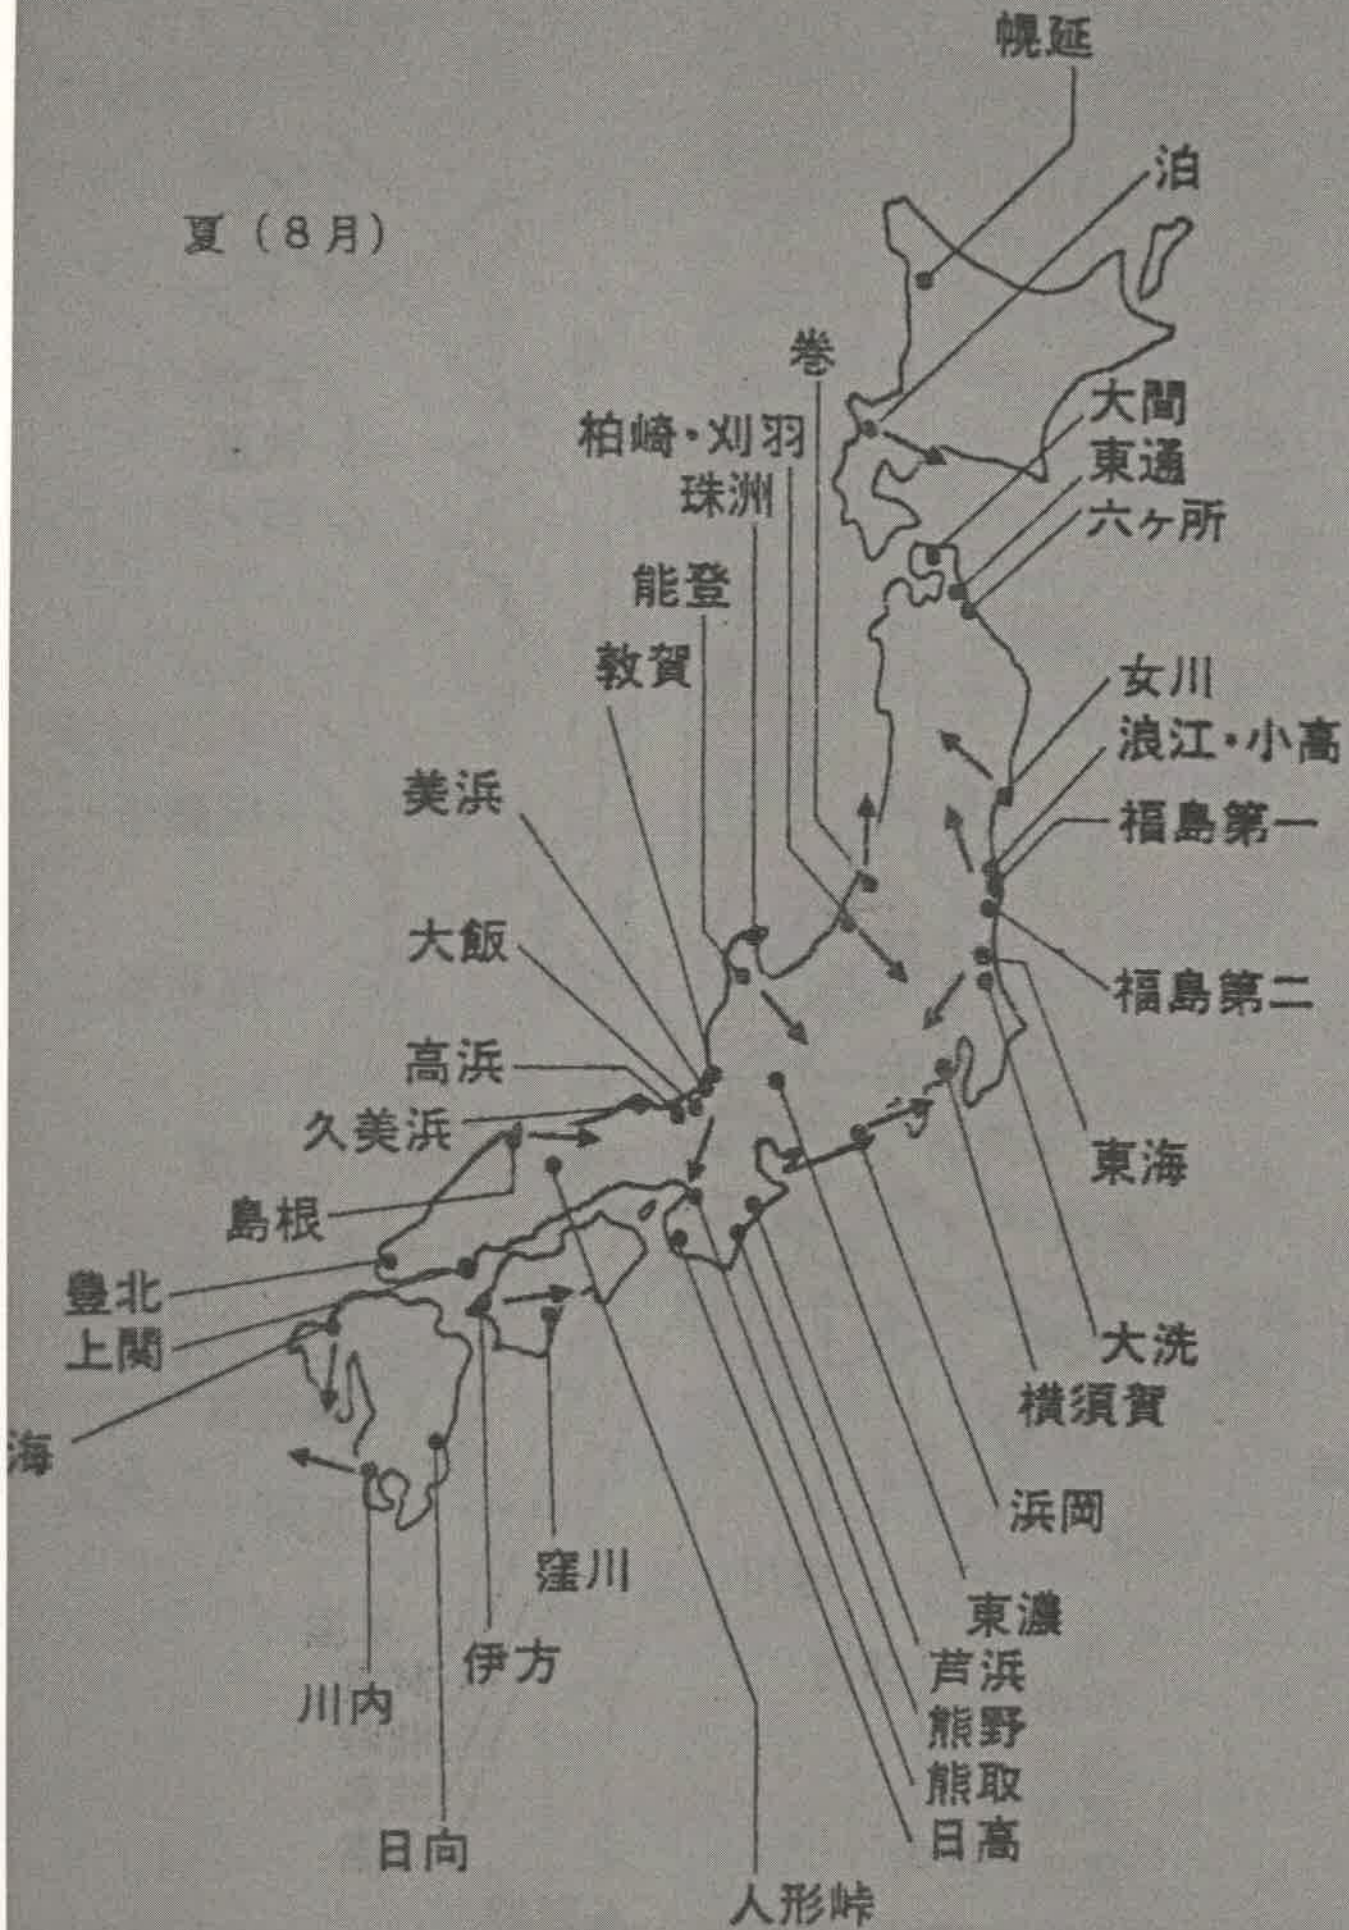 幌延
泊
夏（8月）
巻
柏崎・刈羽
珠洲
能登
敦賀
美浜
大飯
高浜
久美浜
島根
豊北
上関
海
大間
東通
六ヶ所
女川
浪江・小高
福島第一
福島第二
東海
大洗
横須賀
浜岡
東濃
芦浜
熊野
熊取
日高
人形峠
窪川
伊方
川内
日向